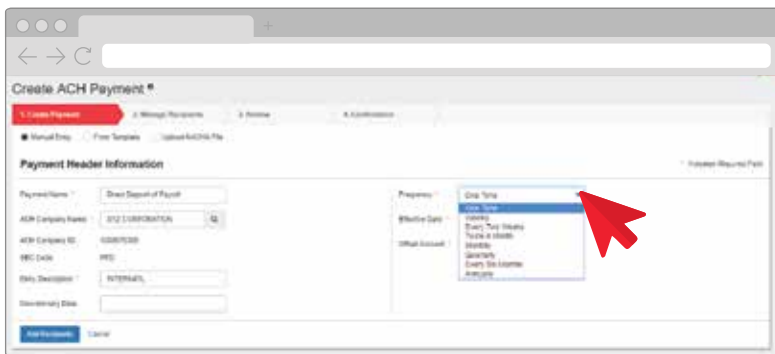 Create ACH Payment
1. Create Payment 2. Manage Recipients 3. Review 4. Confirmation
Manual Entry From Template Upload NACHA File
Payment Header Information
* Indicates Required Field
Payment Name * Direct Deposit of Payroll
Frequency * One Time
ACH Company Name XYZ CORPORATION
Effective Date
ACH Company ID
Offset Account
SEC Code PPD
Entry Description *
Discretionary Data
One Time
Weekly
Every Two Weeks
Twice a Month
Monthly
Quarterly
Every Six Months
Annually
Add Recipients Cancel